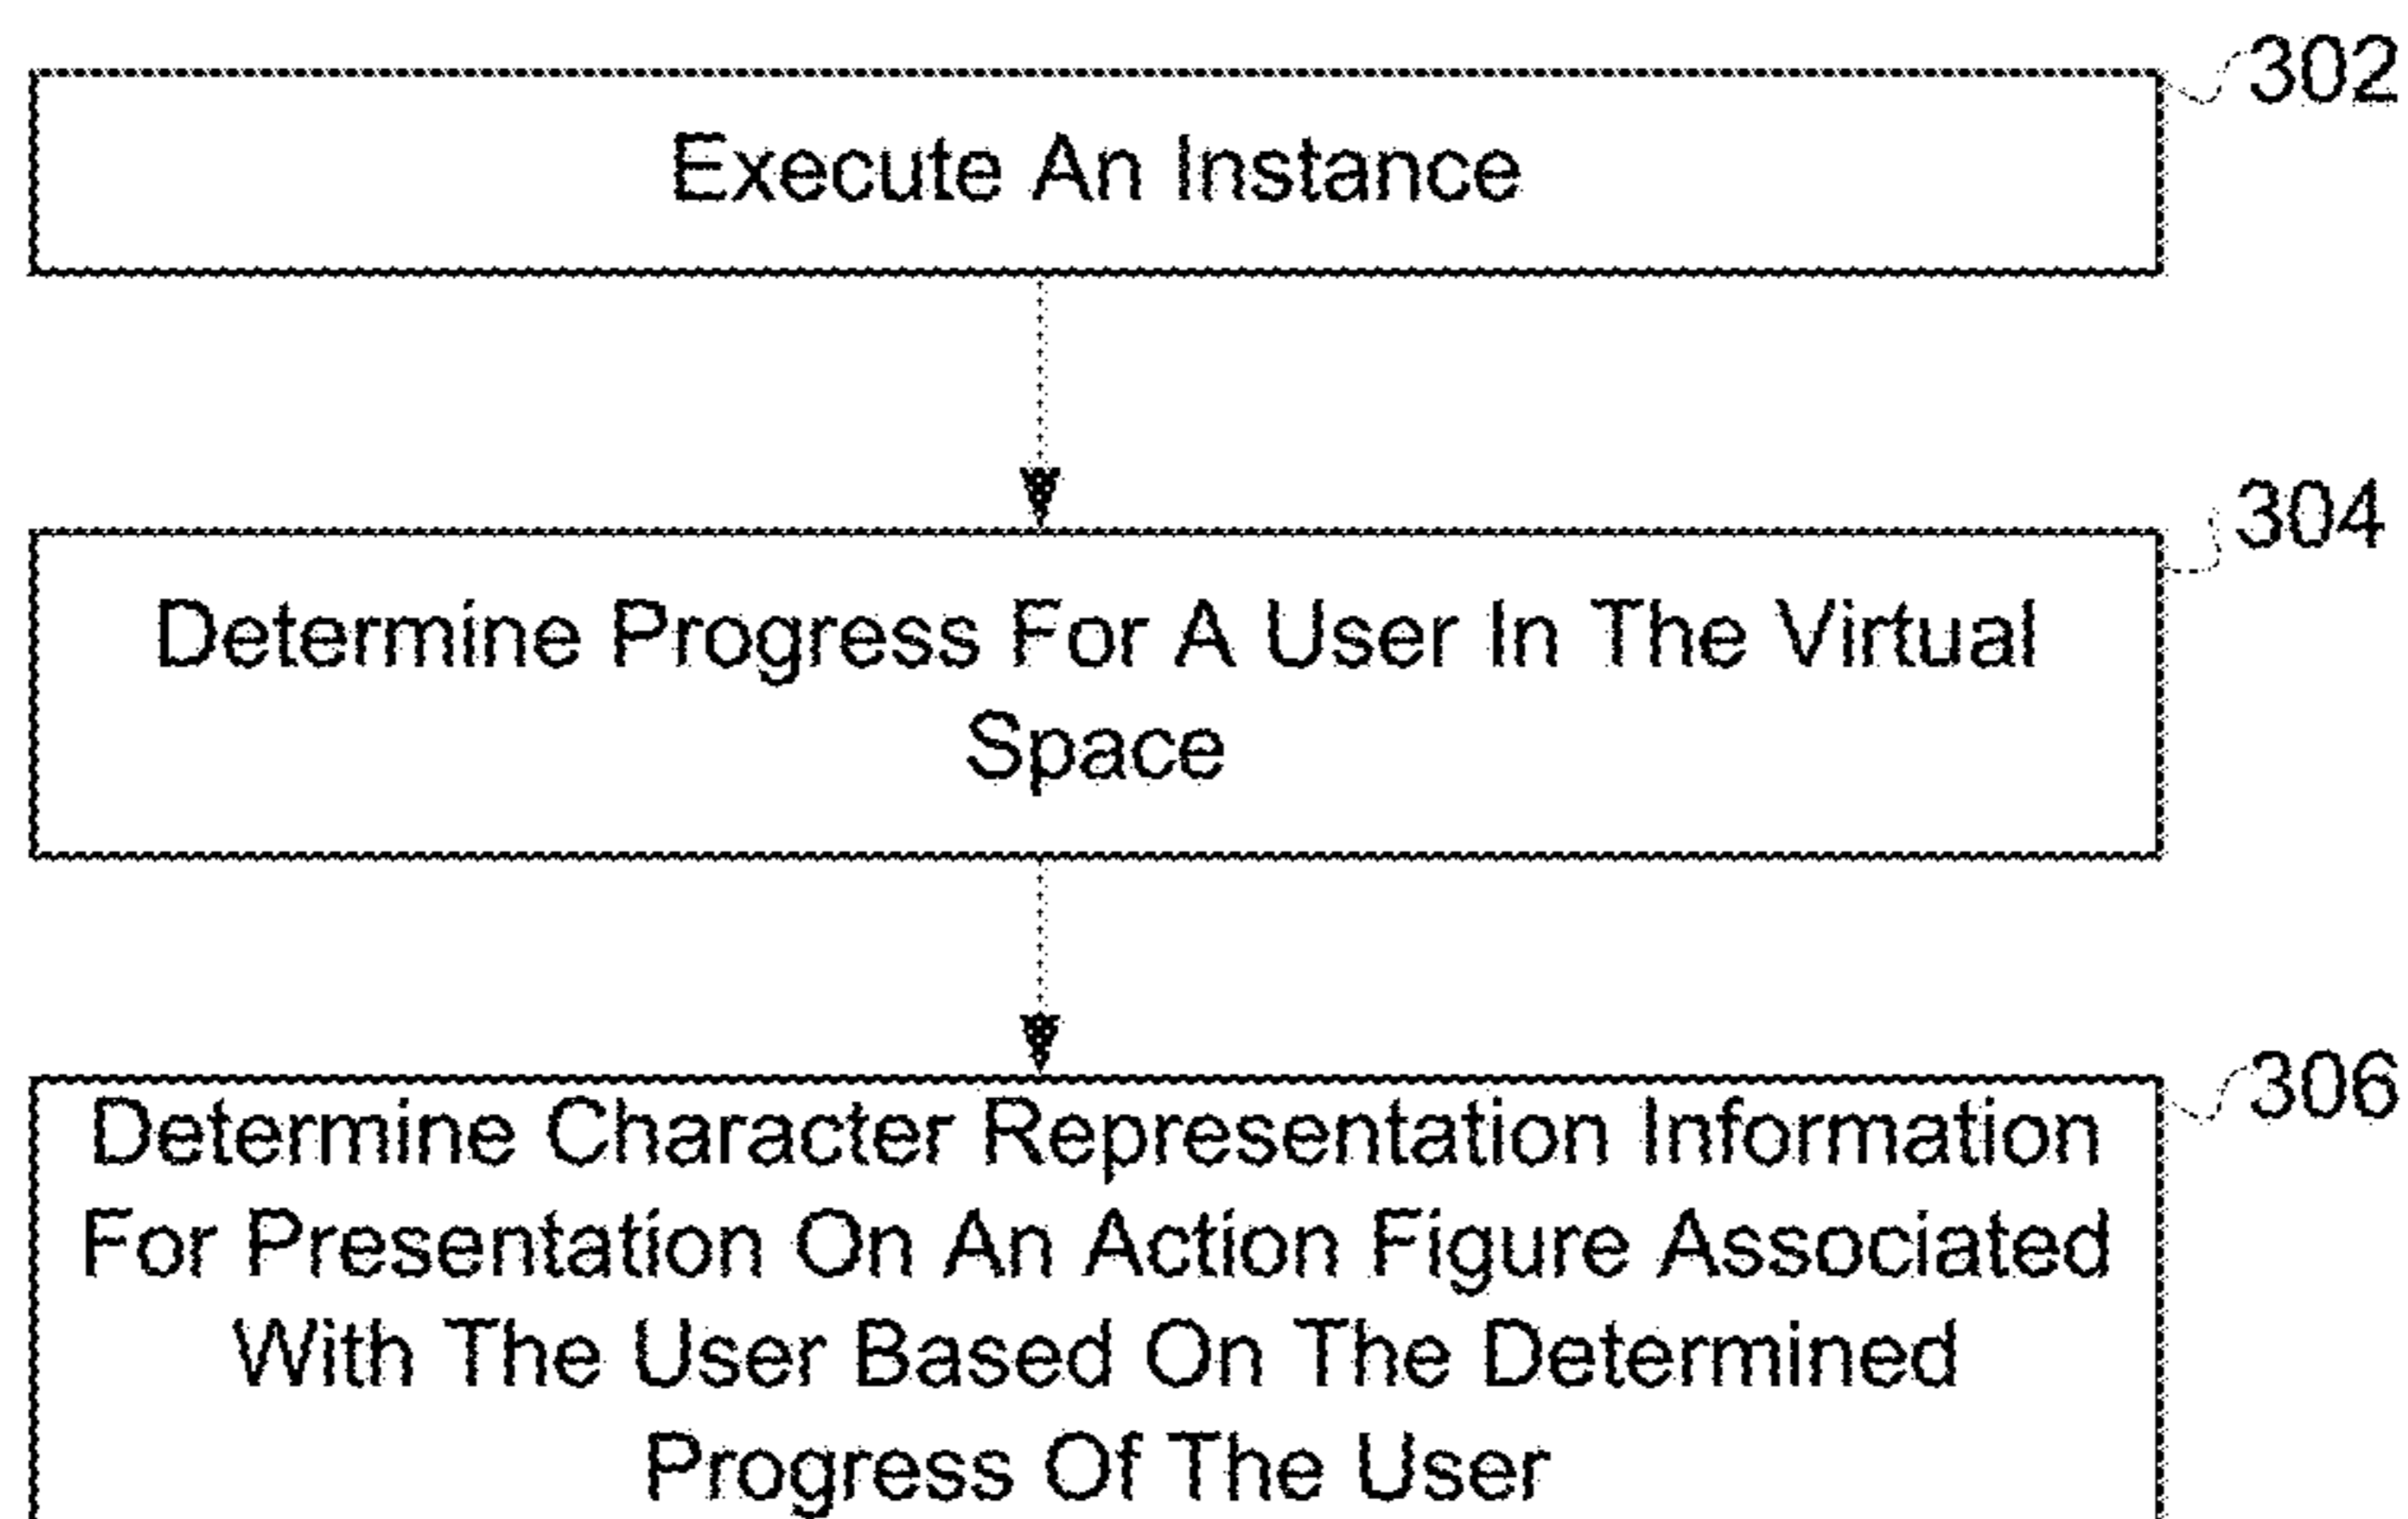 302
Execute An Instance
304
Determine Progress For A User In The Virtual
Space
306
Determine Character Representation Information
For Presentation On An Action Figure Associated
With The User Based On The Determined
Progress Of The User